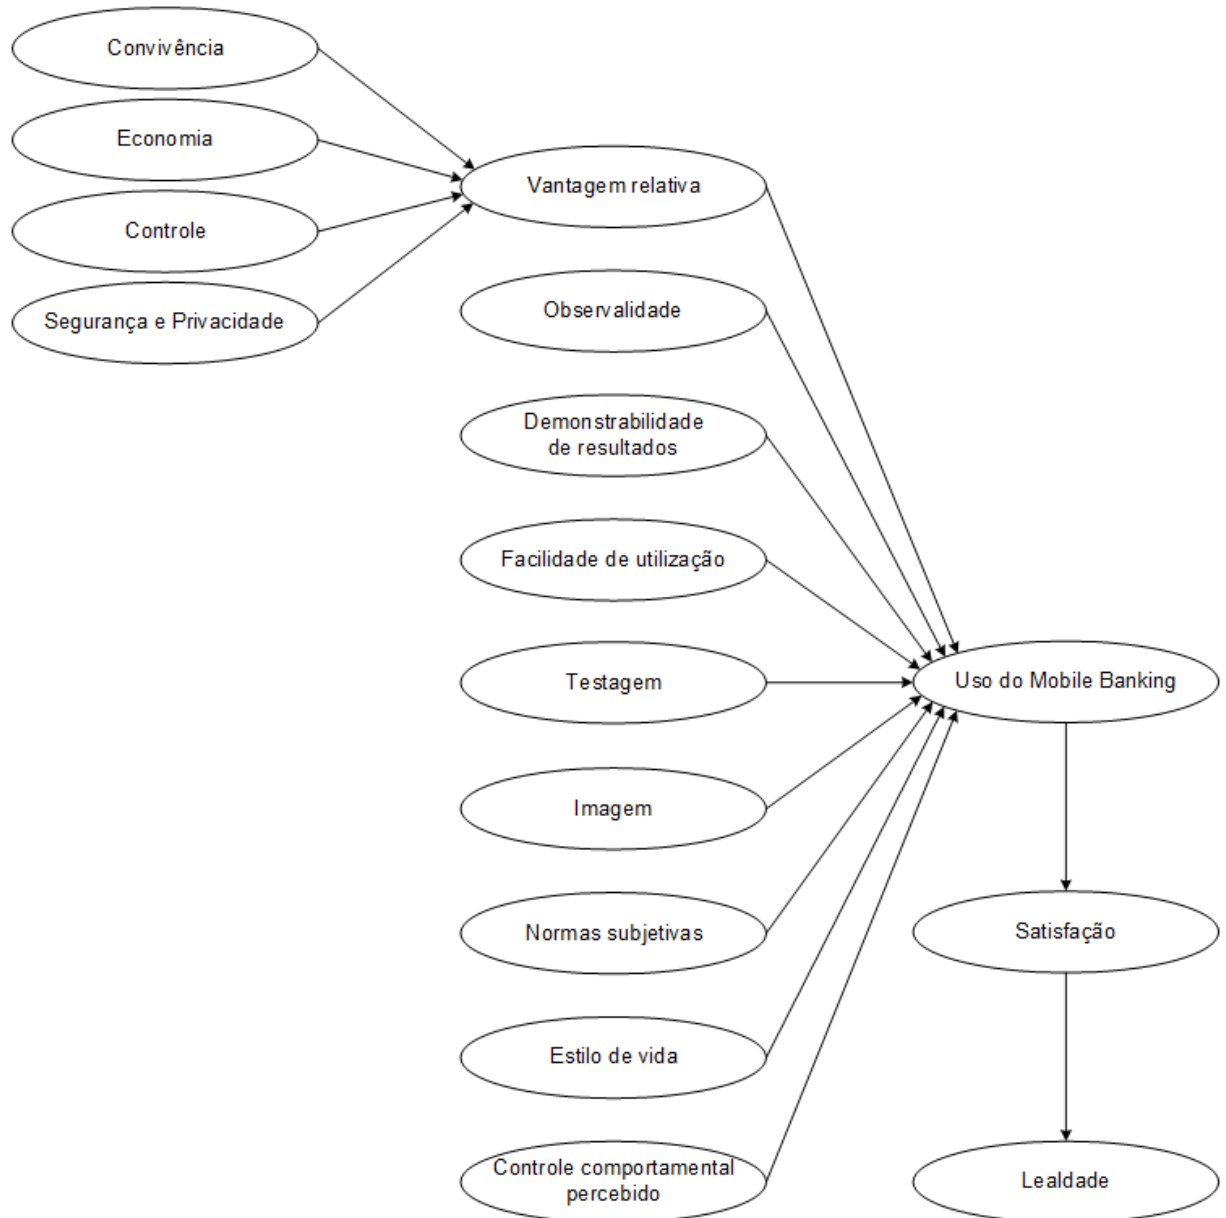 Convivência
Economia
Controle
Segurança e Privacidade
Vantagem relativa
Observalidade
Demonstrabilidade
de resultados
Facilidade de utilização
Testagem
Imagem
Normas subjetivas
Estilo de vida
Controle comportamental
percebido
Uso do Mobile Banking
Satisfação
Lealdade